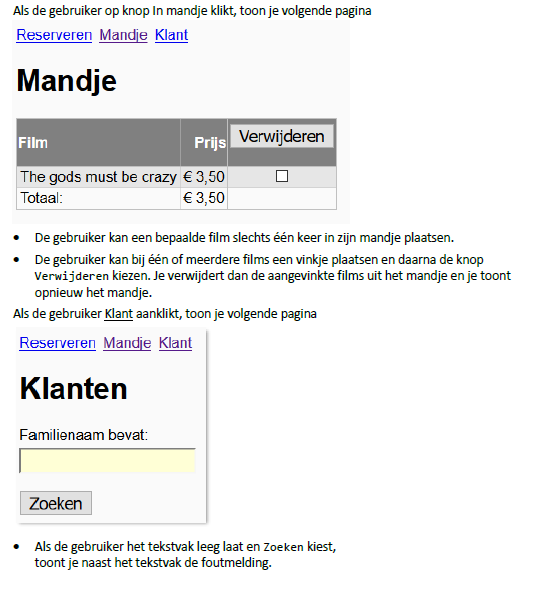 Als de gebruiker op knop In mandje klikt, toon je volgende pagina
Reserveren Mandje Klant
Mandje
Film Prijs Verwijderen
The gods must be crazy € 3,50
Totaal: € 3,50
• De gebruiker kan een bepaalde film slechts één keer in zijn mandje plaatsen.
• De gebruiker kan bij één of meerdere films een vinkje plaatsen en daarna de knop
Verwijderen kiezen. Je verwijdert dan de aangevinkte films uit het mandje en je toont
opnieuw het mandje.
Als de gebruiker Klant aanklikt, toon je volgende pagina
Reserveren Mandje Klant
Klanten
Familienaam bevat:
Zoeken
• Als de gebruiker het tekstvak leeg laat en Zoeken kiest,
toont je naast het tekstvak de foutmelding.